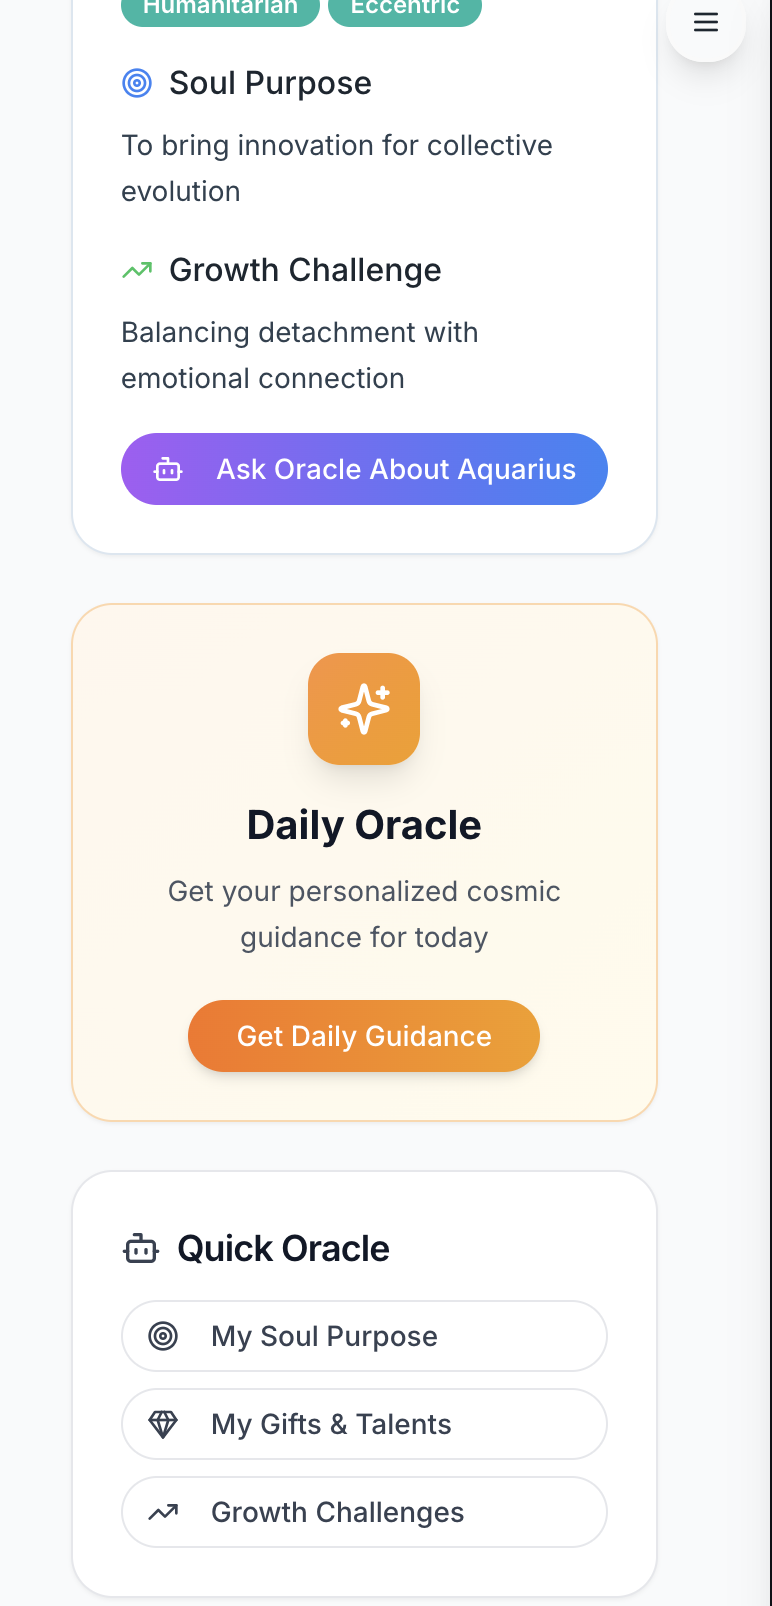 Humanitarian Eccentric
Soul Purpose
To bring innovation for collective
evolution
Growth Challenge
Balancing detachment with
emotional connection
Ask Oracle About Aquarius
Daily Oracle
Get your personalized cosmic
guidance for today
Get Daily Guidance
Quick Oracle
My Soul Purpose
My Gifts & Talents
Growth Challenges